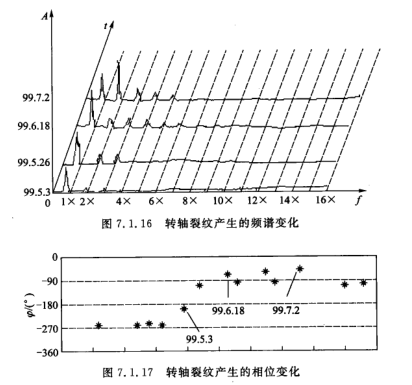 A
t
99.7.2
99.6.18
99.5.26
99.5.3
0 1× 2× 4× 6× 8× 10× 12× 14× 16× f
图 7.1.16 转轴裂纹产生的频谱变化
φ/(°)
0
-90
-180
-270
-360
99.6.18
99.7.2
99.5.3
图 7.1.17 转轴裂纹产生的相位变化